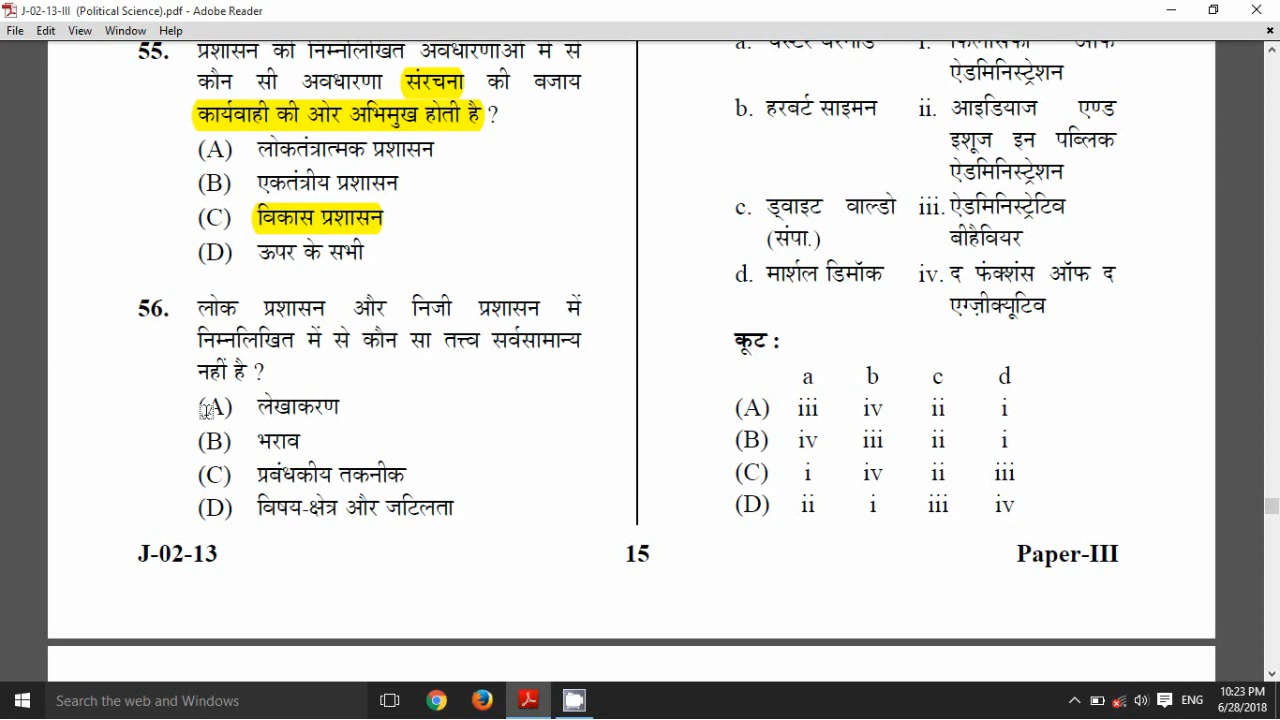 J-02-13-III (Political Science).pdf - Adobe Reader
File Edit View Window Help
55. प्रशासन की निम्नलिखित अवधारणाओं में से
कौन सी अवधारणा संरचना की बजाय
कार्यवाही की ओर अभिमुख होती है ?
(A) लोकतंत्रात्मक प्रशासन
(B) एकतंत्रीय प्रशासन
(C) विकास प्रशासन
(D) ऊपर के सभी
56. लोक प्रशासन और निजी प्रशासन में
निम्नलिखित में से कौन सा तत्त्व सर्वसामान्य
नहीं है ?
(A) लेखाकरण
(B) भराव
(C) प्रबंधकीय तकनीक
(D) विषय-क्षेत्र और जटिलता
ऐडमिनिस्ट्रेशन
b. हरबर्ट साइमन ii. आइडियाज एण्ड
इशूज इन पब्लिक
ऐडमिनिस्ट्रेशन
c. ड्वाइट वाल्डो iii. ऐडमिनिस्ट्रेटिव
(संपा.) बीहैवियर
d. मार्शल डिमॉक iv. द फंक्शंस ऑफ द
एग्ज़ीक्यूटिव
कूट :
a b c d
(A) iii iv ii i
(B) iv iii ii i
(C) i iv ii iii
(D) ii i iii iv
J-02-13 15 Paper-III
Search the web and Windows
ENG
10:23 PM
6/28/2018